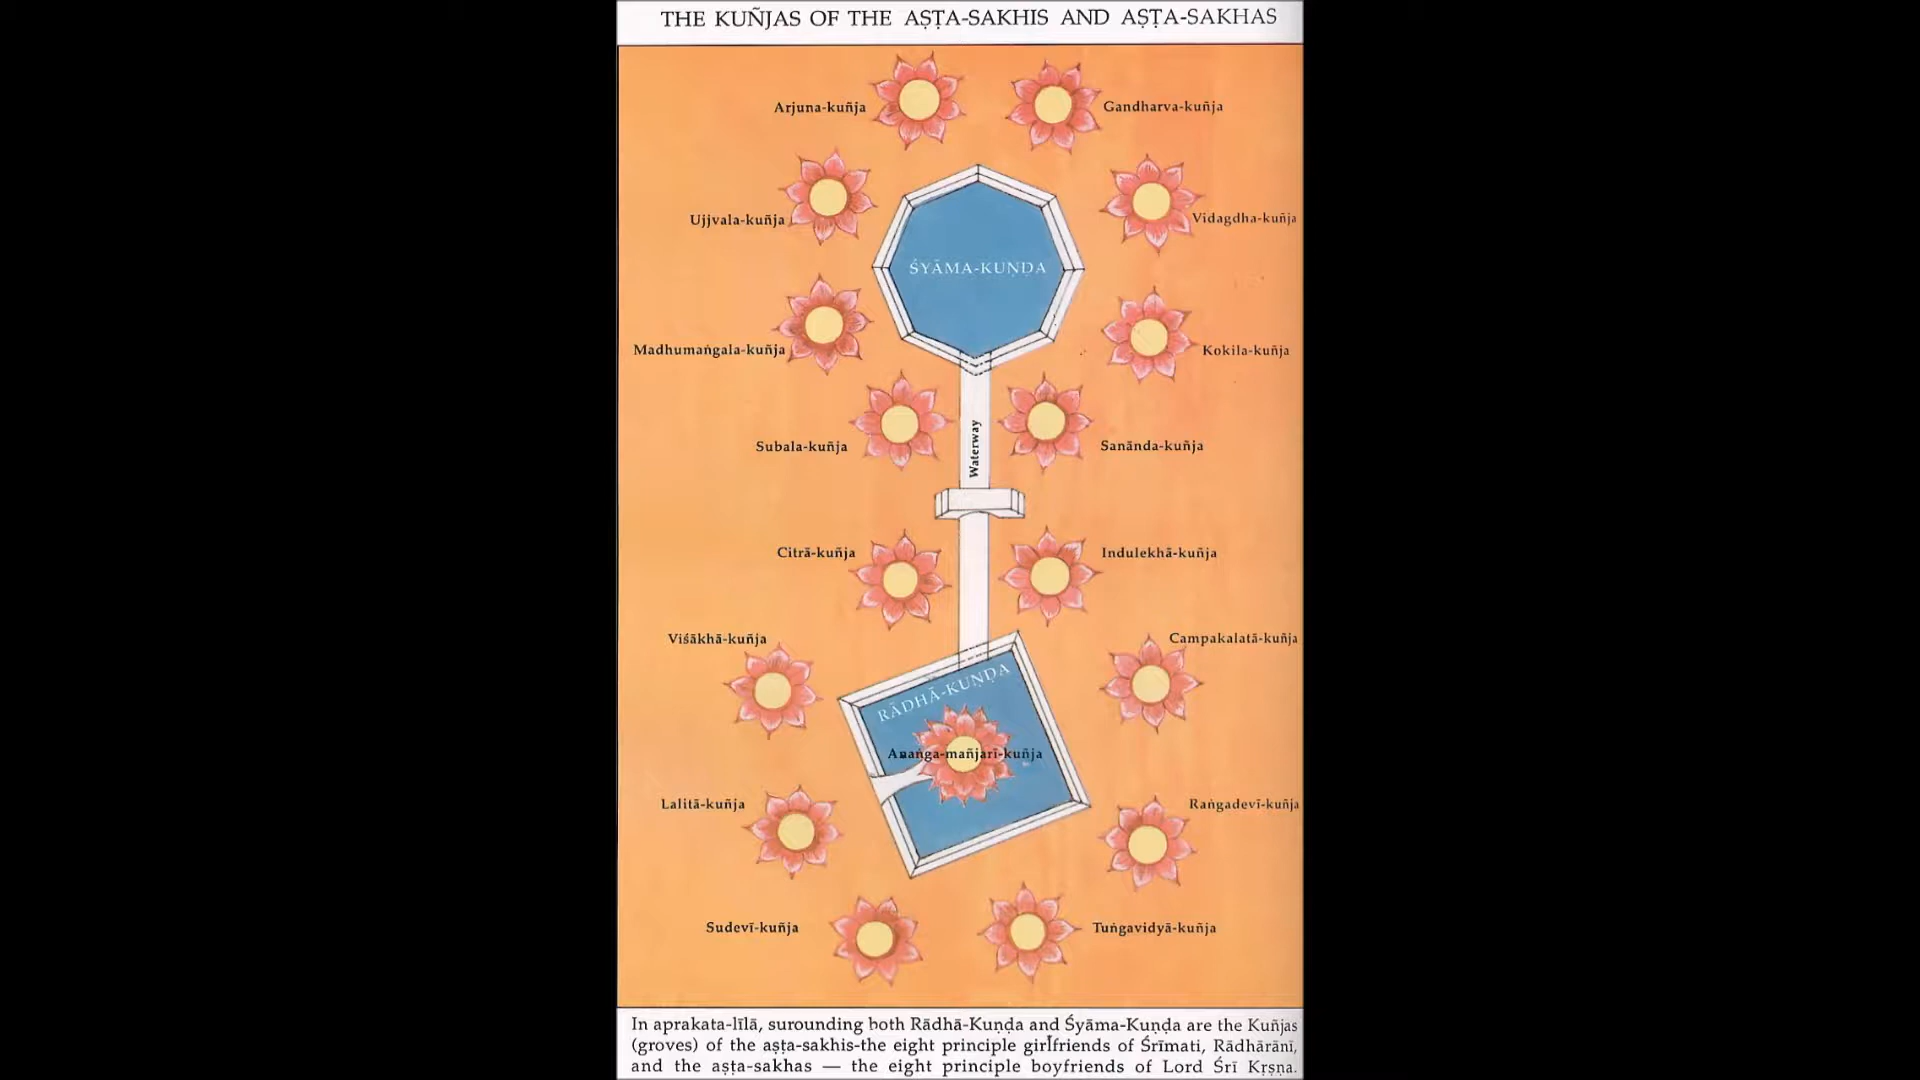 THE KUÑJAS OF THE AṢṬA-SAKHIS AND AṢṬA-SAKHAS
Arjuna-kuñja
Gandharva-kuñja
Ujjvala-kuñja
Vidagdha-kuñja
ŚYĀMA-KUṆḌA
Madhumaṅgala-kuñja
Kokila-kuñja
Subala-kuñja
Waterway
Sanānda-kuñja
Citrā-kuñja
Indulekhā-kuñja
Viśākhā-kuñja
Campakalatā-kuñja
RĀDHĀ-KUṆḌA
Anaṅga-mañjarī-kuñja
Lalitā-kuñja
Raṅgadevī-kuñja
Sudevī-kuñja
Tuṅgavidyā-kuñja
In aprakata-līlā, surounding both Rādhā-Kuṇḍa and Śyāma-Kuṇḍa are the Kuñjas
(groves) of the aṣṭa-sakhis-the eight principle girlfriends of Śrīmati, Rādhārānī,
and the aṣṭa-sakhas — the eight principle boyfriends of Lord Śrī Kṛṣṇa.